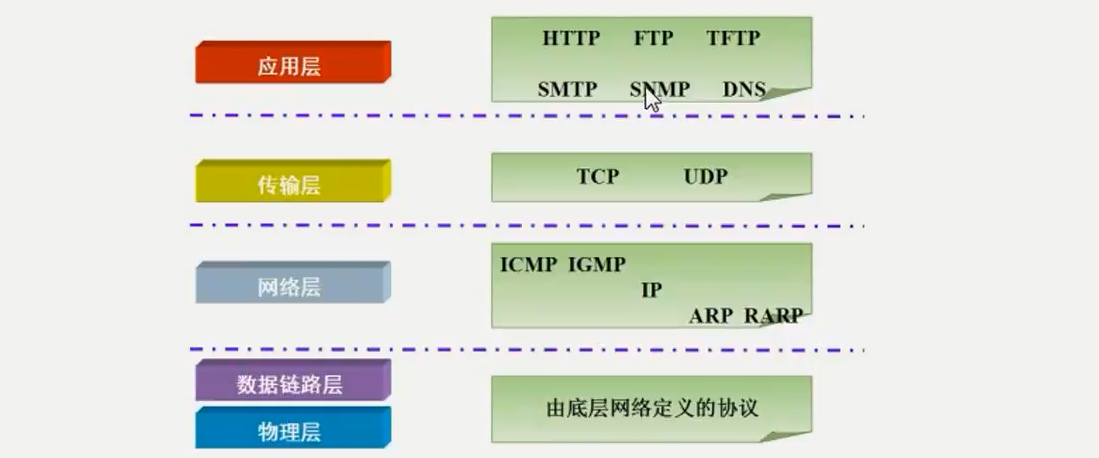 应用层
HTTP FTP TFTP
SMTP SNMP DNS
传输层
TCP UDP
网络层
ICMP IGMP
IP
ARP RARP
数据链路层
物理层
由底层网络定义的协议